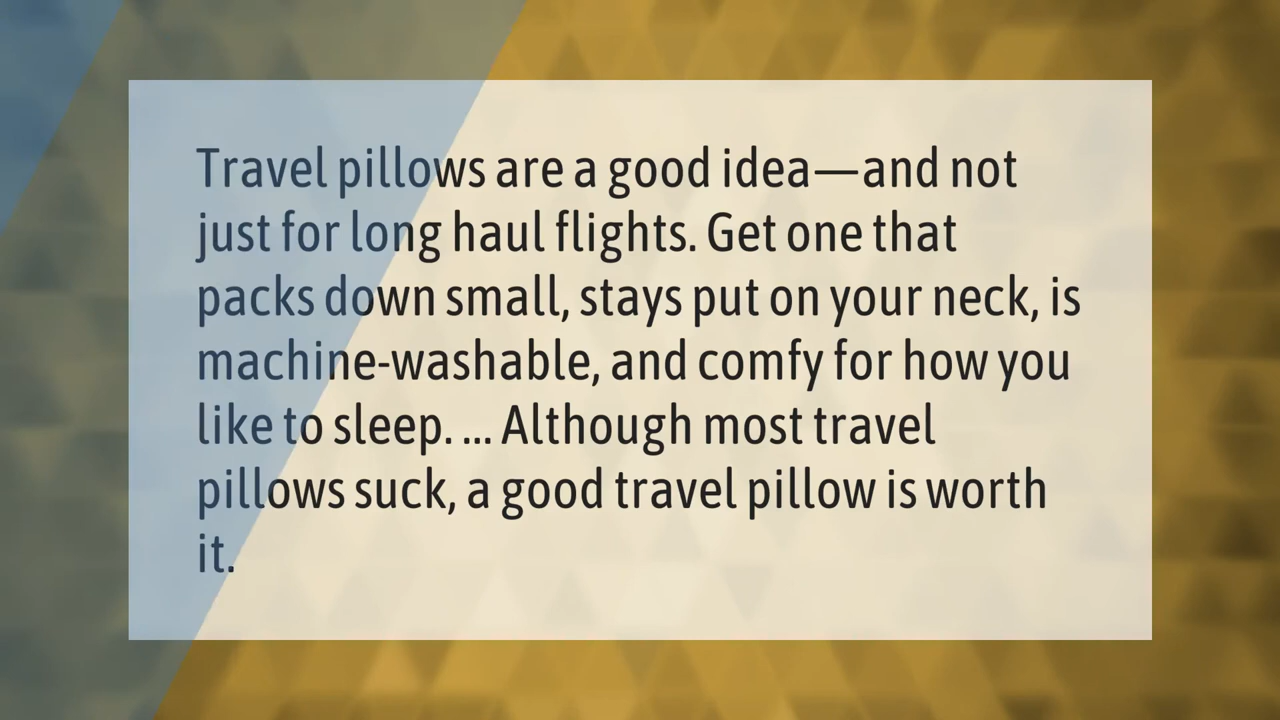 Travel pillows are a good idea—and not
just for long haul flights. Get one that
packs down small, stays put on your neck, is
machine-washable, and comfy for how you
like to sleep. ... Although most travel
pillows suck, a good travel pillow is worth
it.